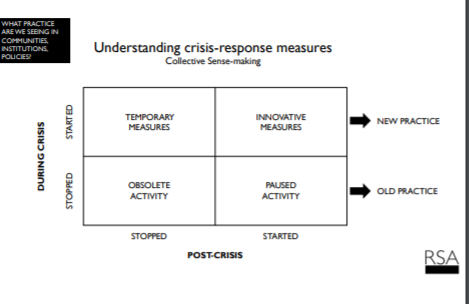 WHAT PRACTICE
ARE WE SEEING IN
COMMUNITIES,
INSTITUTIONS,
POLICIES?
Understanding crisis-response measures
Collective Sense-making
DURING CRISIS
STARTED
STOPPED
TEMPORARY
MEASURES
INNOVATIVE
MEASURES
NEW PRACTICE
OBSOLETE
ACTIVITY
PAUSED
ACTIVITY
OLD PRACTICE
STOPPED
STARTED
POST-CRISIS
RSA